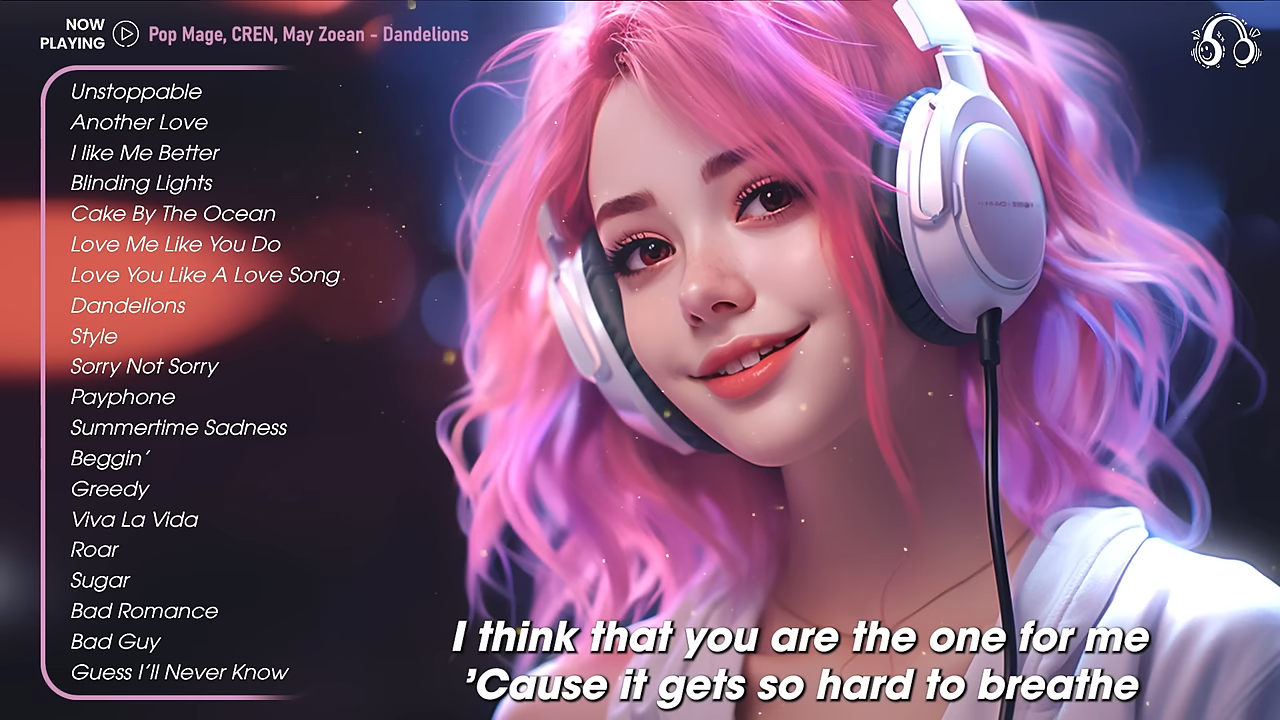 NOW
PLAYING
Pop Mage, CREN, May Zoean - Dandelions
Unstoppable
Another Love
I like Me Better
Blinding Lights
Cake By The Ocean
Love Me Like You Do
Love You Like A Love Song
Dandelions
Style
Sorry Not Sorry
Payphone
Summertime Sadness
Beggin’
Greedy
Viva La Vida
Roar
Sugar
Bad Romance
Bad Guy
Guess I’ll Never Know
I think that you are the one for me
’Cause it gets so hard to breathe